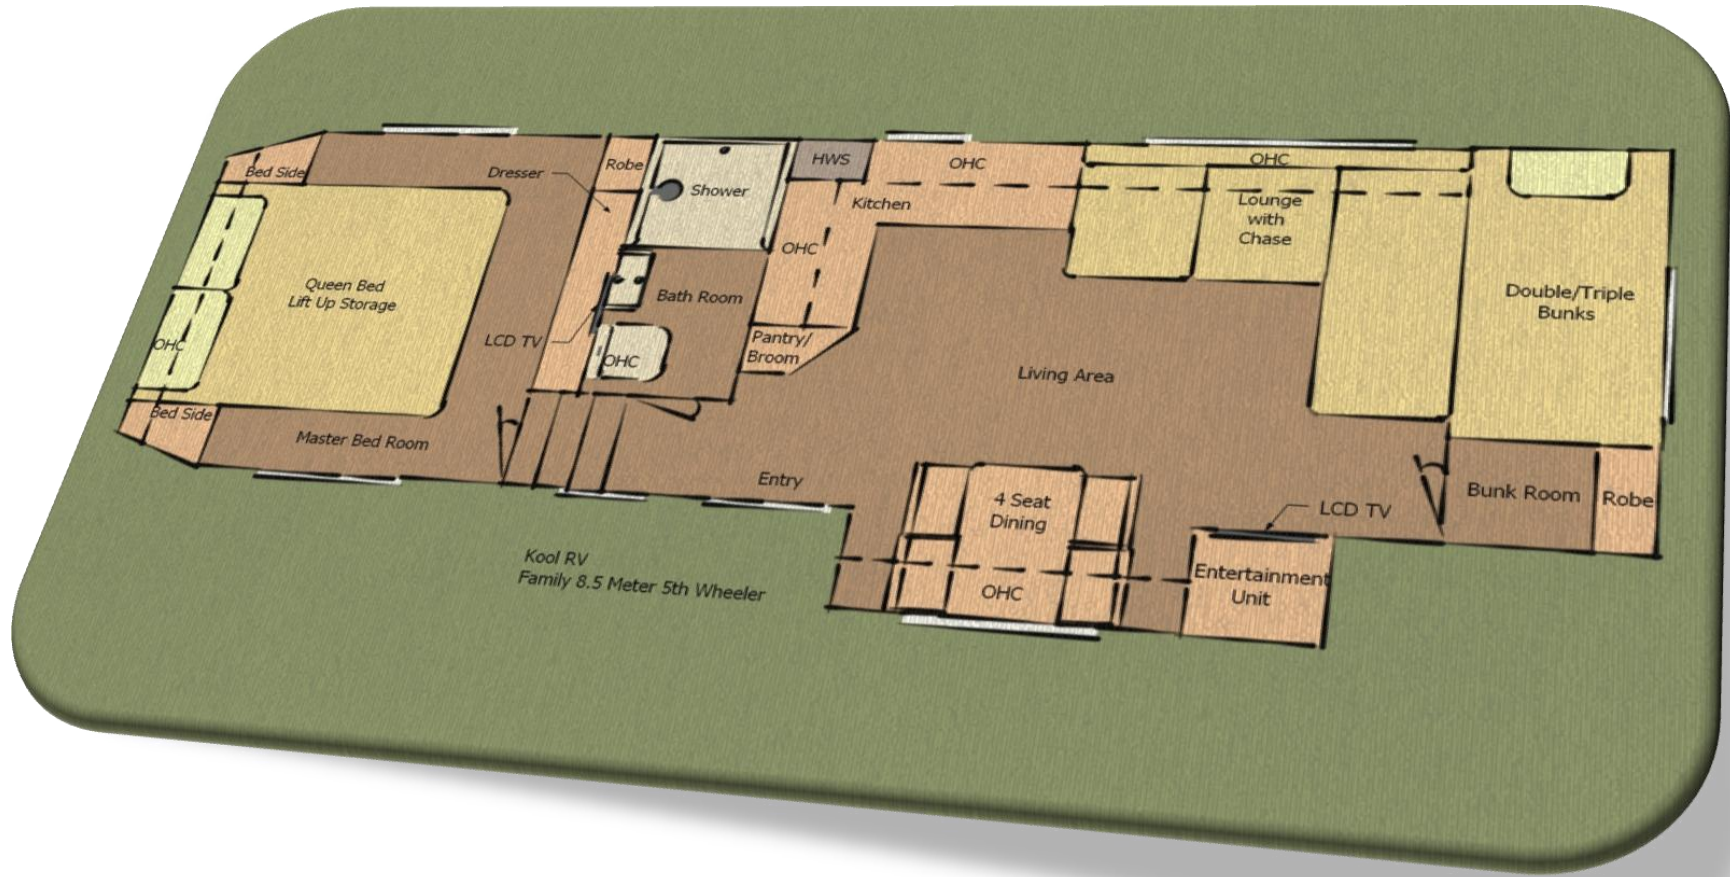 Bed Side
Dresser
Robe
Shower
HWS
OHC
Kitchen
OHC
OHC
Lounge
with
Chase
Queen Bed
Lift Up Storage
OHC
LCD TV
Bath Room
OHC
Pantry/
Broom
Living Area
Double/Triple
Bunks
Bed Side
Master Bed Room
Entry
4 Seat
Dining
OHC
LCD TV
Entertainment
Unit
Bunk Room
Robe
Kool RV
Family 8.5 Meter 5th Wheeler